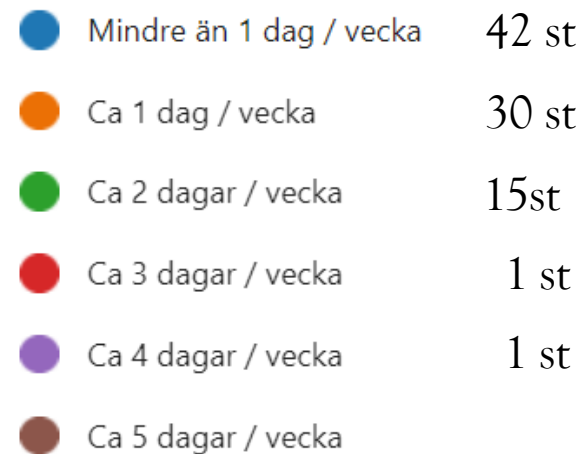 Mindre än 1 dag / vecka 42 st
Ca 1 dag / vecka 30 st
Ca 2 dagar / vecka 15st
Ca 3 dagar / vecka 1 st
Ca 4 dagar / vecka 1 st
Ca 5 dagar / vecka